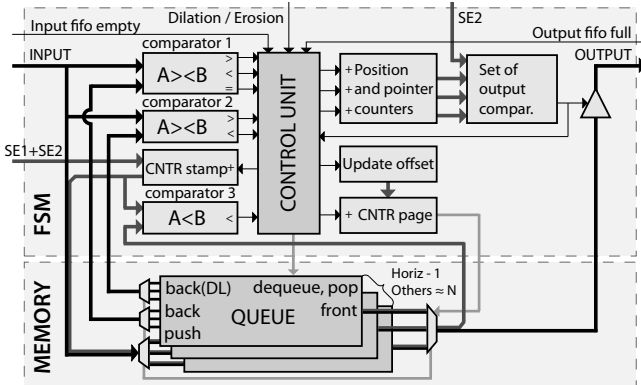 Dilation / Erosion
SE2
Input fifo empty
Output fifo full
INPUT
comparator 1
OUTPUT
A><B
>
<
=
+Position
+and pointer
+counters
Set of
output
compar.
comparator 2
A><B
>
<
CONTROL UNIT
SE1+SE2
CNTR stamp+
Update offset
comparator 3
A<B
<
+ CNTR page
FSM
MEMORY
back(DL)
dequeue, pop
back
front
push
QUEUE
Horiz - 1
Others ≈ N